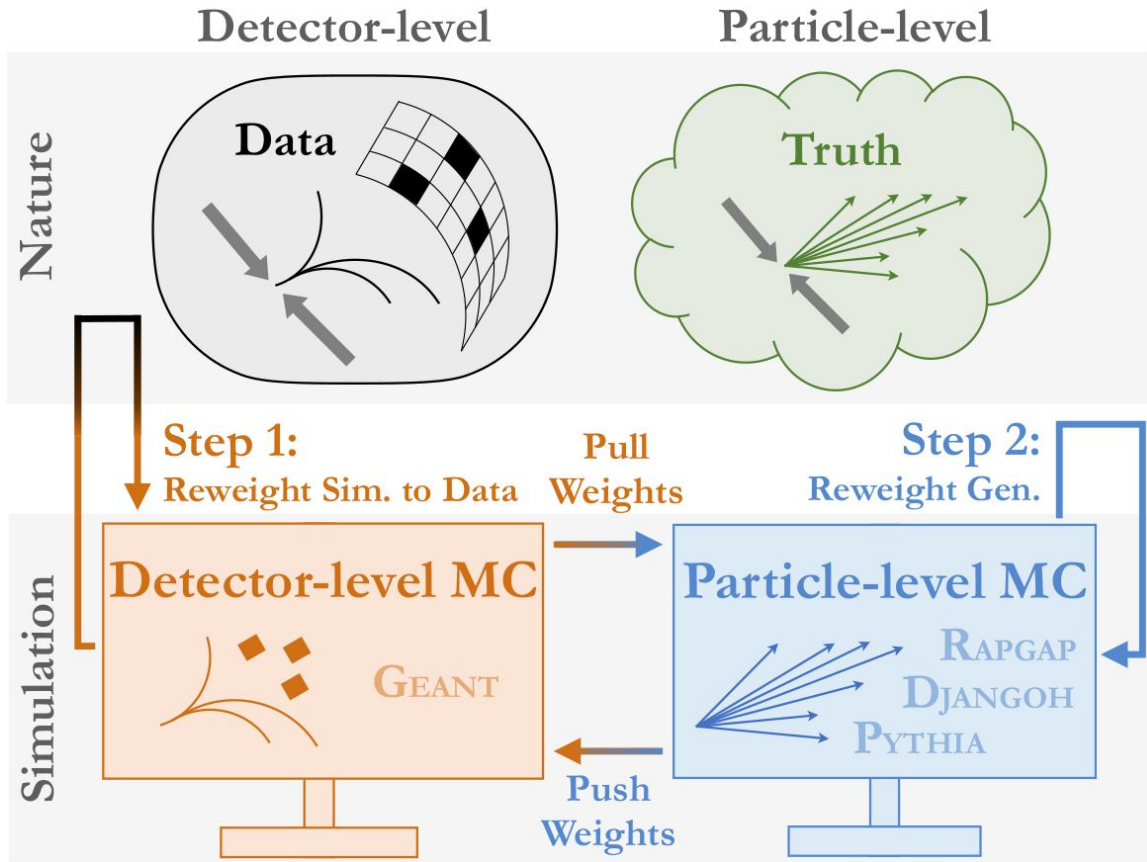 Detector-level
Particle-level
Nature
Data
Truth
Step 1:
Reweight Sim. to Data
Pull
Weights
Step 2:
Reweight Gen.
Simulation
Detector-level MC
GEANT
Particle-level MC
RAPGAP
DJANGOH
PYTHIA
Push
Weights